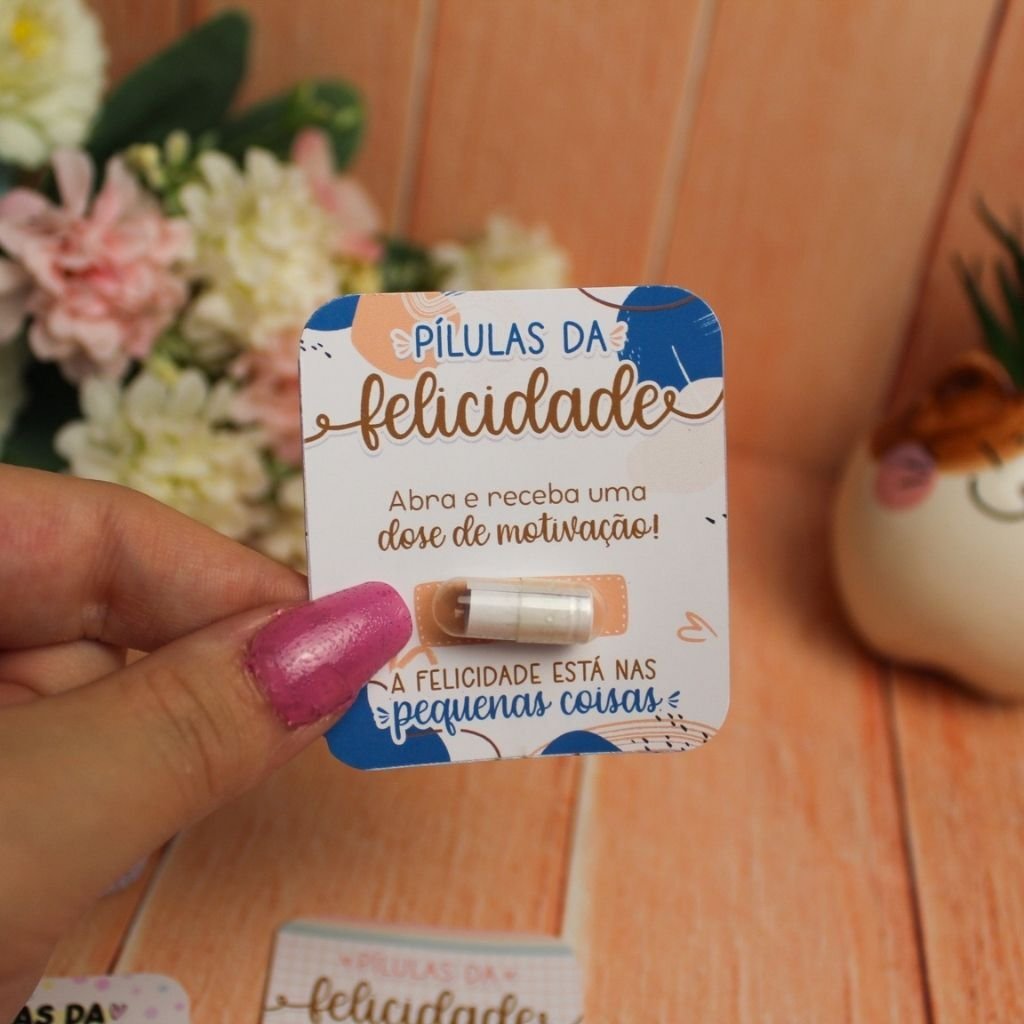 PÍLULAS DA
felicidade
Abra e receba uma
dose de motivação!
A FELICIDADE ESTÁ NAS
pequenas coisas
PÍLULAS DA
felicidade
AS DA